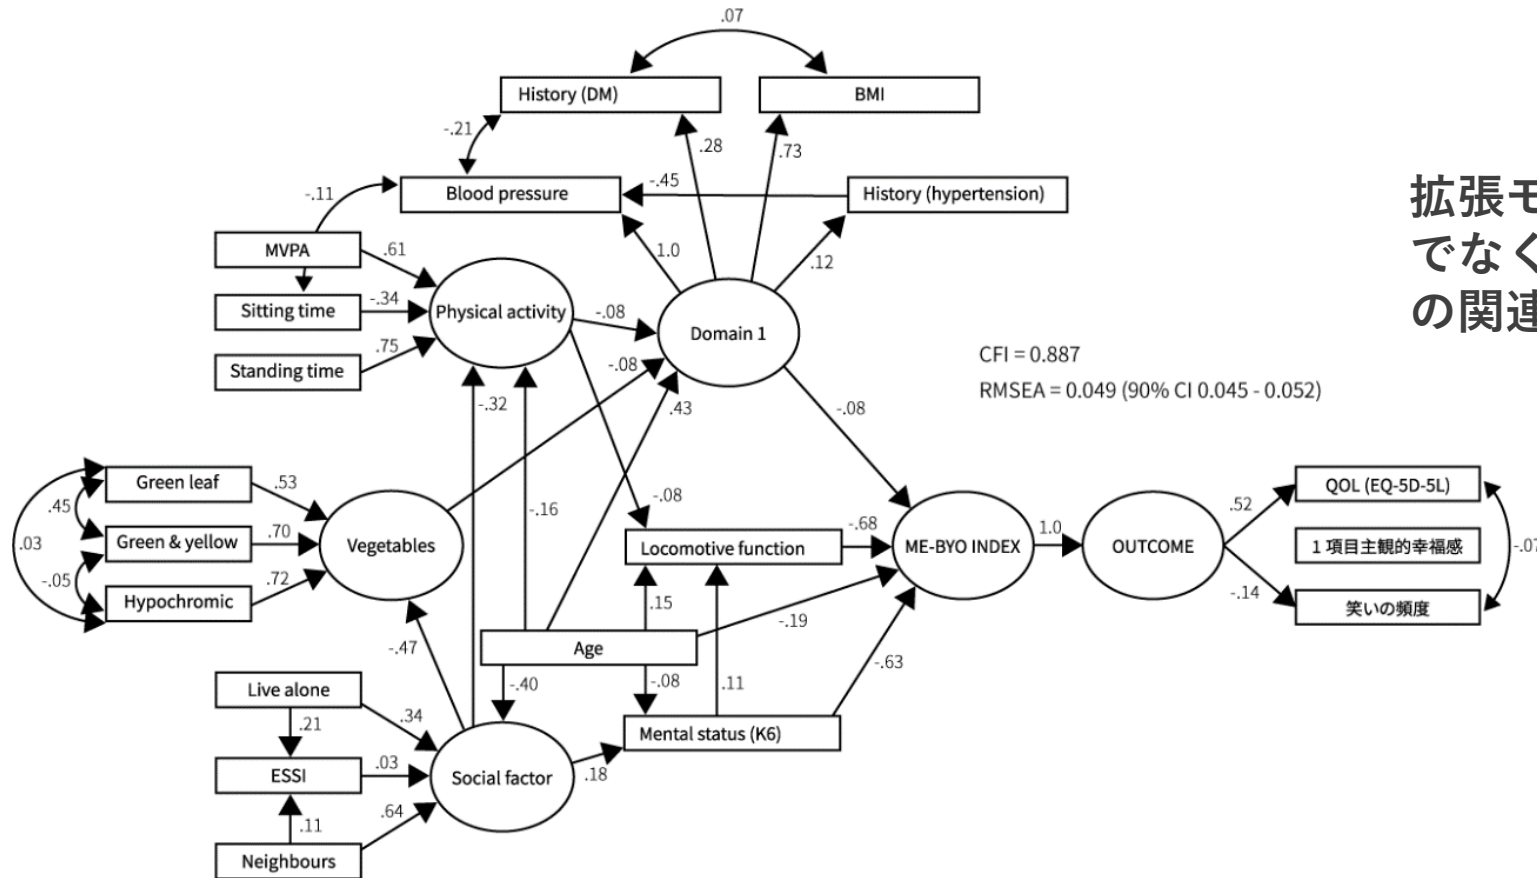 .07
History (DM)
BMI
-.21
.28
.73
-.11
Blood pressure
-.45
History (hypertension)
MVPA
.61
1.0
.12
Sitting time
-.34
Physical activity
-.08
Domain 1
Standing time
.75
-.08
-.32
.43
-.08
CFI = 0.887
RMSEA = 0.049 (90% CI 0.045 - 0.052)
拡張モ
でなく
の関連
Green leaf
.53
.45
.03
Green & yellow
.70
Vegetables
-.05
Hypochromic
.72
-.16
-.08
Locomotive function
-.68
ME-BYO INDEX
1.0
OUTCOME
.52
QOL (EQ-5D-5L)
1 項目主観的幸福感
-.07
-.14
笑いの頻度
.15
-.19
Age
-.47
-.40
-.08
.11
-.63
Live alone
.34
.21
Mental status (K6)
ESSI
.03
Social factor
.18
.11
.64
Neighbours